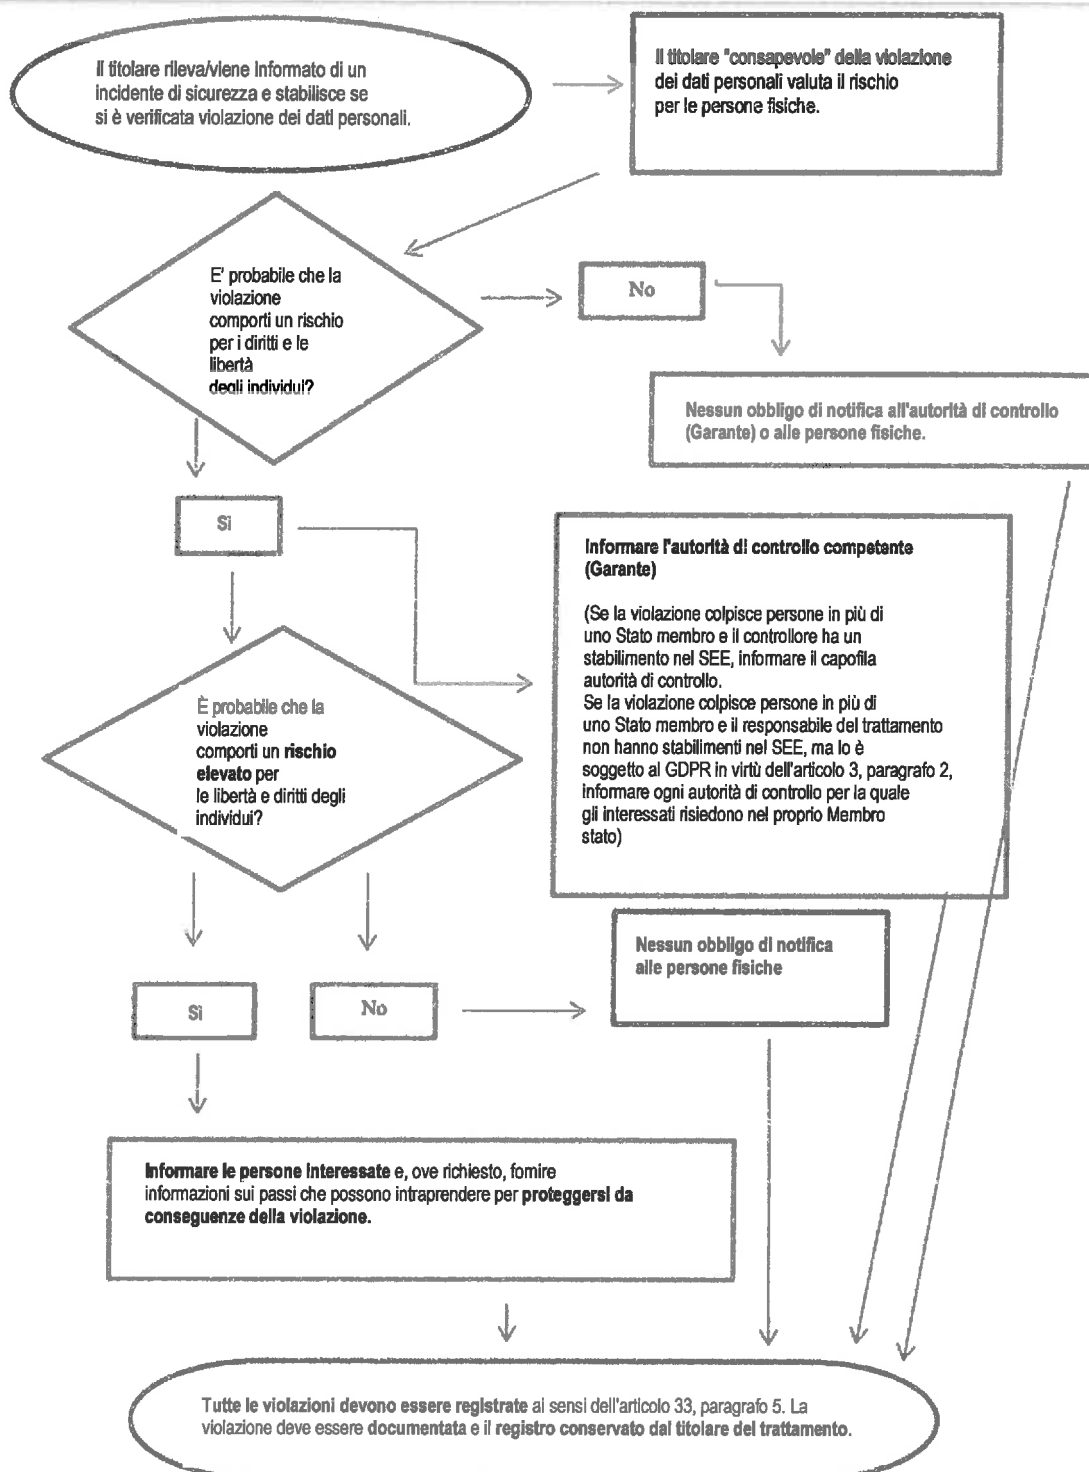 Il titolare rileva/viene informato di un
incidente di sicurezza e stabilisce se
si è verificata violazione dei dati personali.
Il titolare "consapevole" della violazione
dei dati personali valuta il rischio
per le persone fisiche.
E' probabile che la
violazione
comporti un rischio
per i diritti e le
libertà
degli individui?
No
Nessun obbligo di notifica all'autorità di controllo
(Garante) o alle persone fisiche.
Sì
Informare l'autorità di controllo competente
(Garante)
(Se la violazione colpisce persone in più di
uno Stato membro e il controllore ha un
stabilimento nel SEE, informare il capofila
autorità di controllo.
Se la violazione colpisce persone in più di
uno Stato membro e il responsabile del trattamento
non hanno stabilimenti nel SEE, ma lo è
soggetto al GDPR in virtù dell'articolo 3, paragrafo 2,
informare ogni autorità di controllo per la quale
gli interessati risiedono nel proprio Membro
stato)
È probabile che la
violazione
comporti un rischio
elevato per
le libertà e diritti degli
individui?
Nessun obbligo di notifica
alle persone fisiche
Sì
No
Informare le persone interessate e, ove richiesto, fornire
informazioni sui passi che possono intraprendere per proteggersi da
conseguenze della violazione.
Tutte le violazioni devono essere registrate ai sensi dell'articolo 33, paragrafo 5. La
violazione deve essere documentata e il registro conservato dal titolare del trattamento.